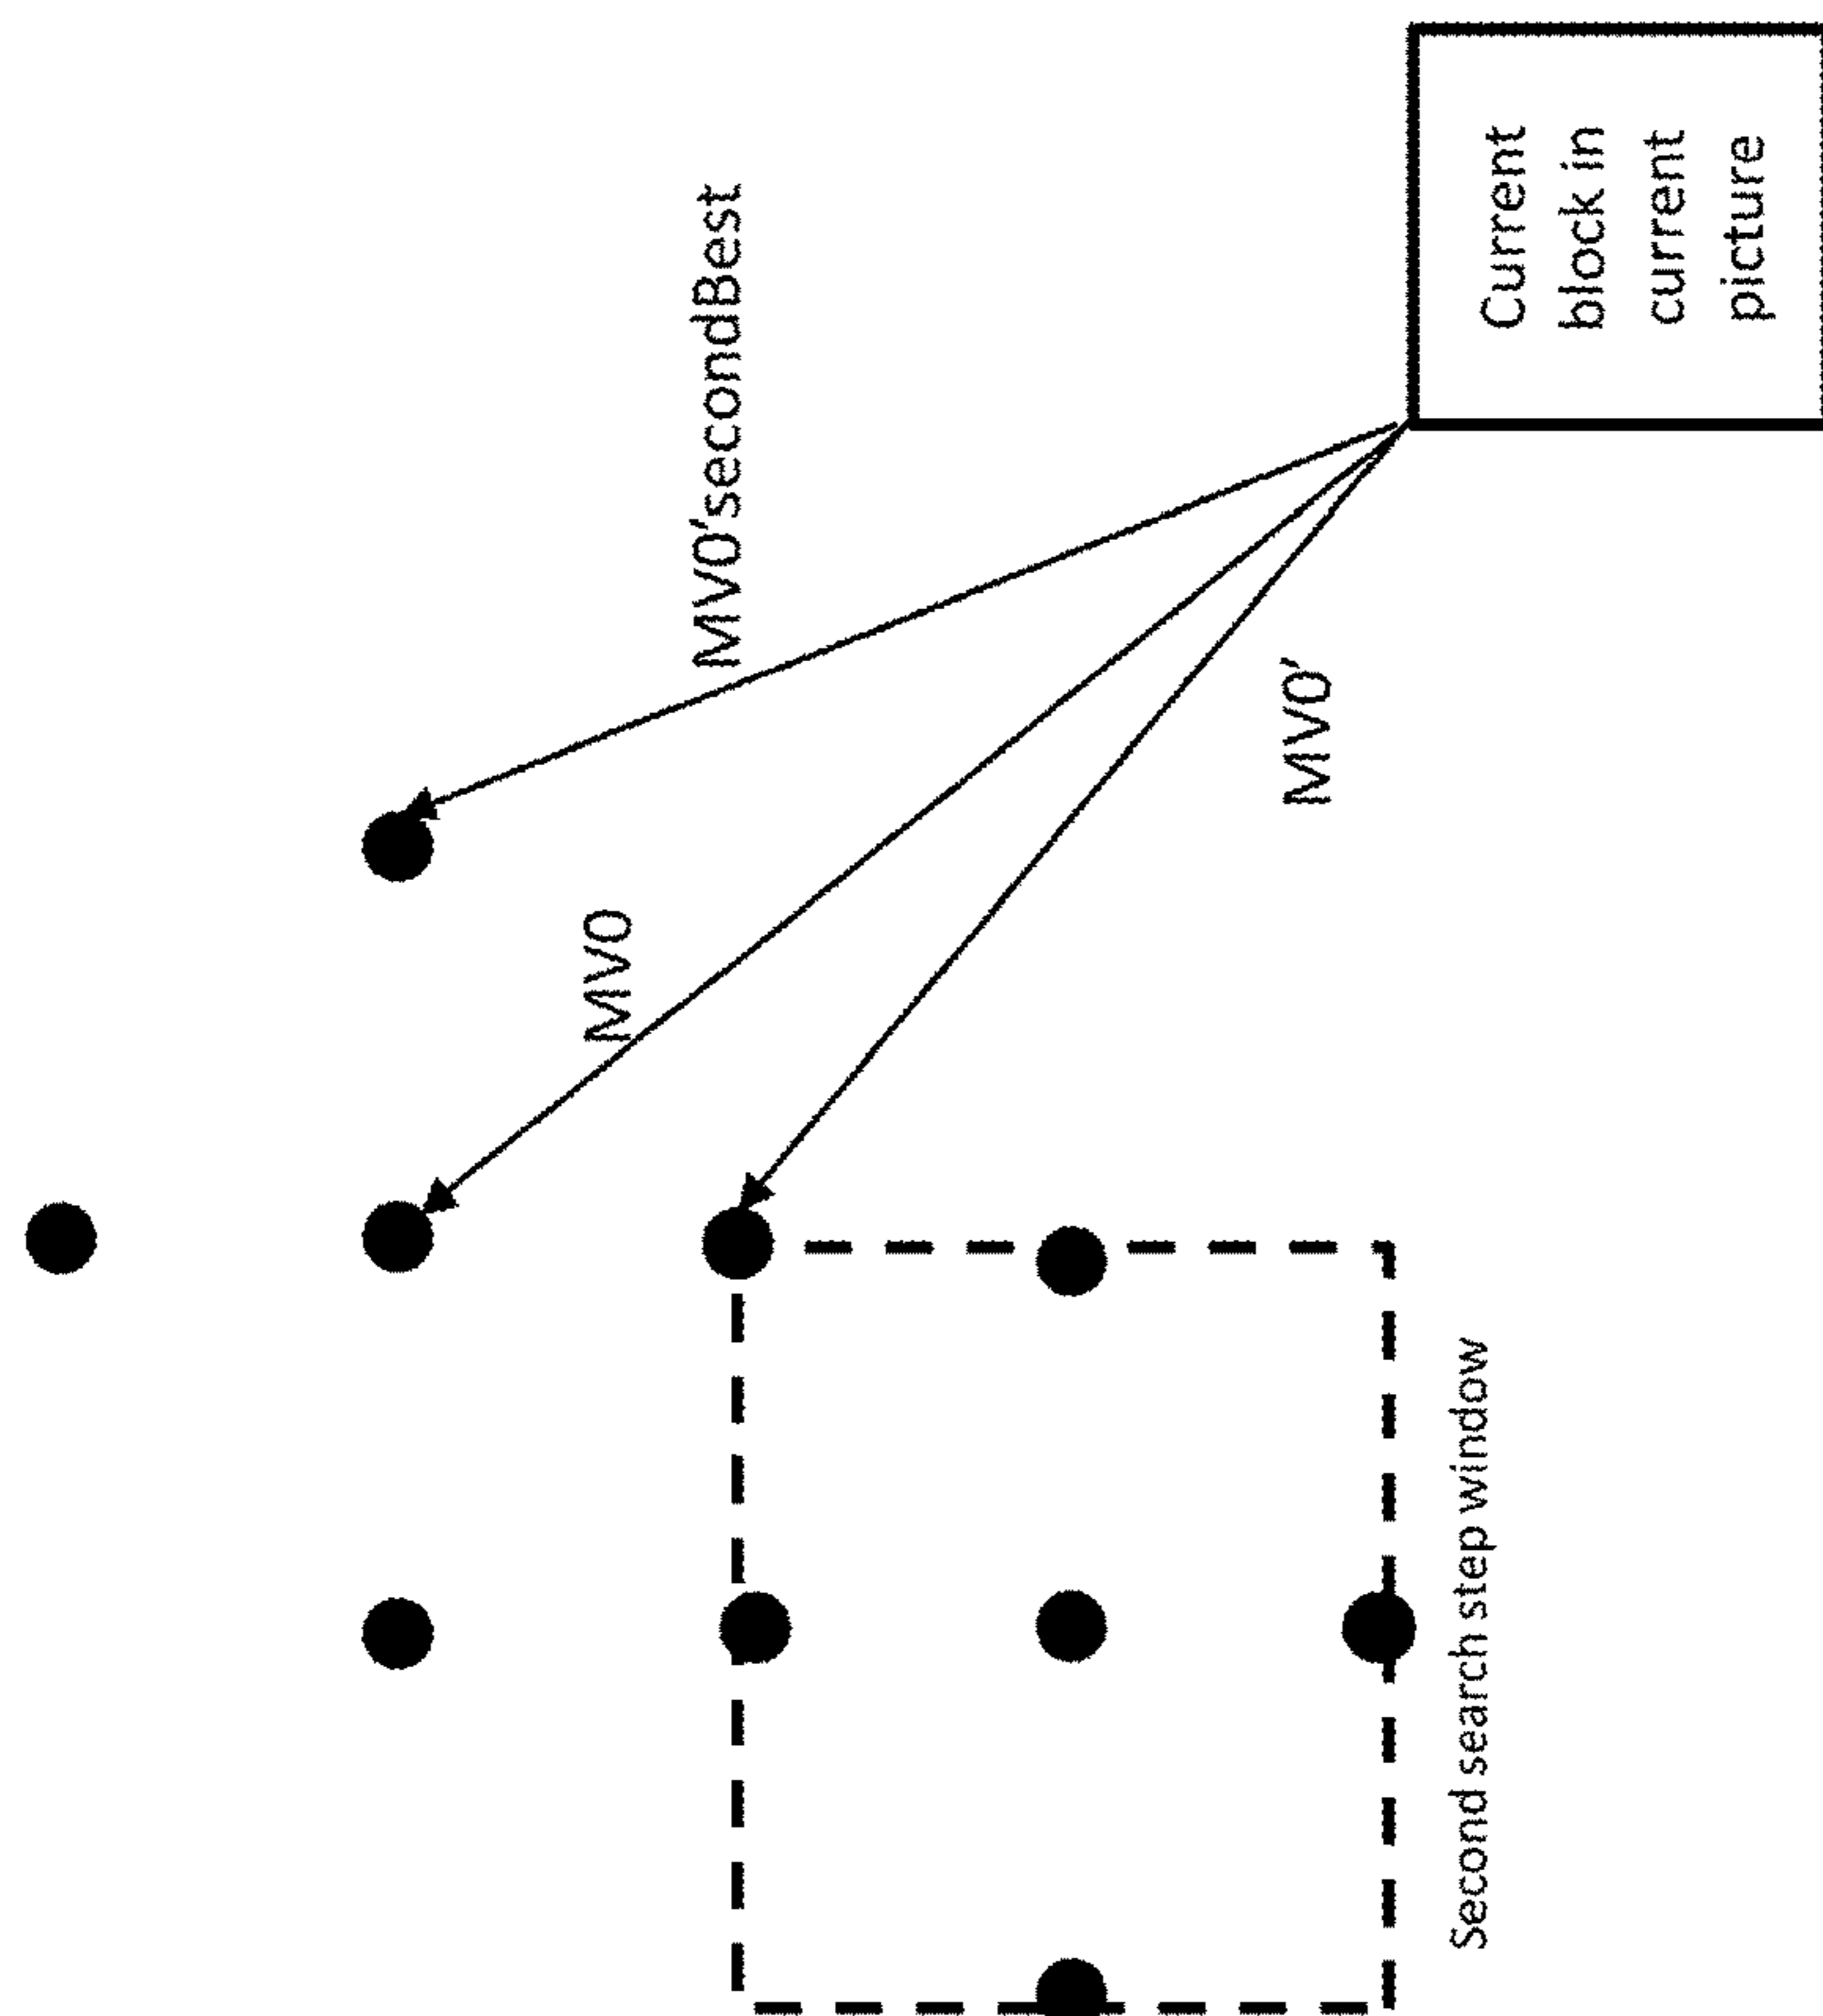 MV0'secondBest
MV0
MV0'
Current
block in
current
picture
Second search step window